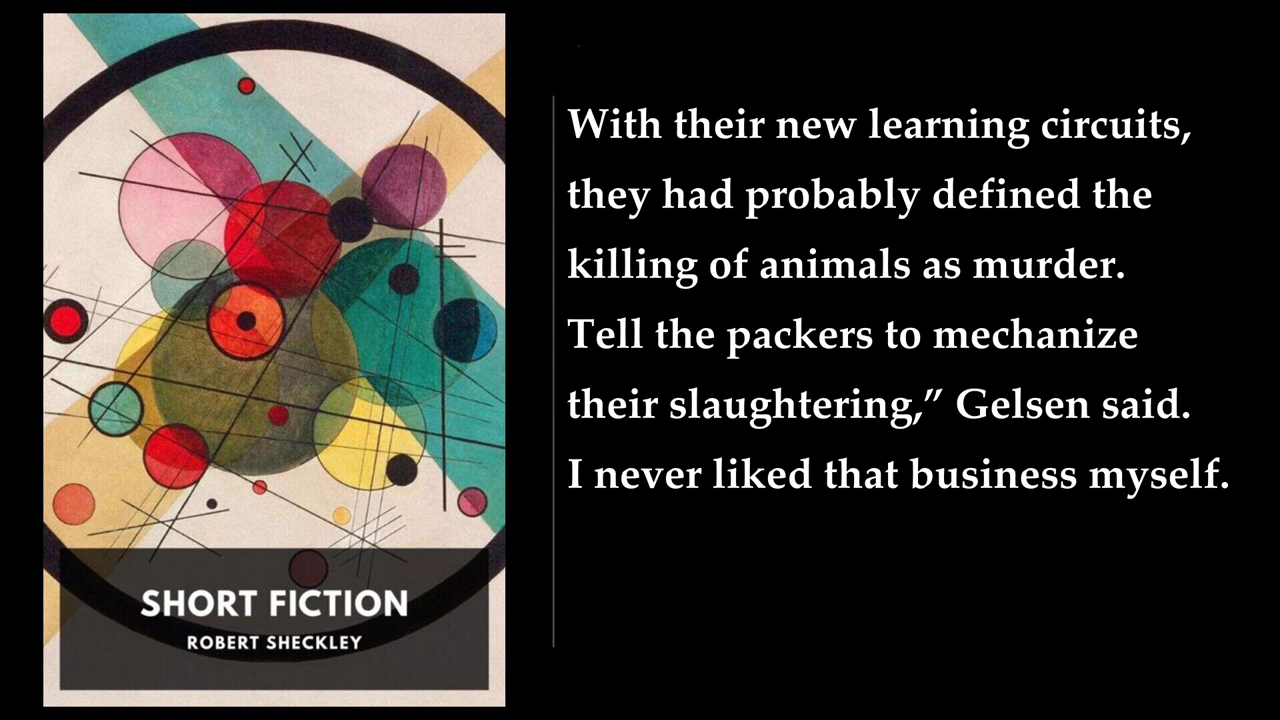 SHORT FICTION
ROBERT SHECKLEY
With their new learning circuits,
they had probably defined the
killing of animals as murder.
Tell the packers to mechanize
their slaughtering,” Gelsen said.
I never liked that business myself.